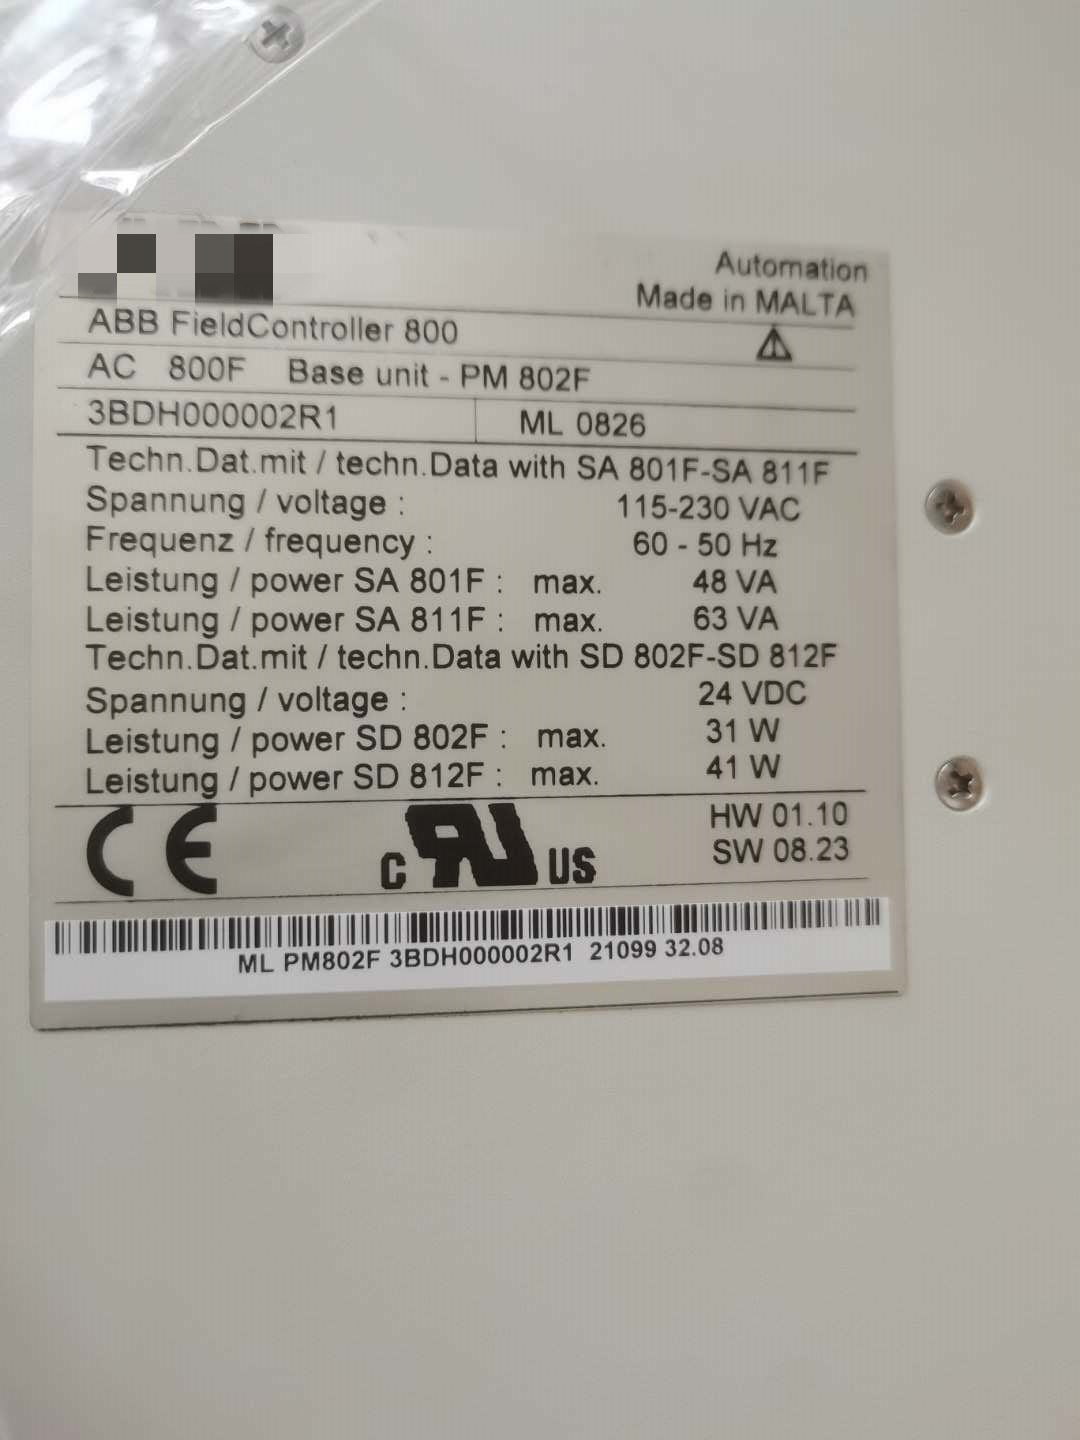 Automation
Made in MALTA
ABB FieldController 800
AC 800F Base unit - PM 802F
3BDH000002R1 ML 0826
Techn.Dat.mit / techn.Data with SA 801F-SA 811F
Spannung / voltage : 115-230 VAC
Frequenz / frequency : 60 - 50 Hz
Leistung / power SA 801F : max. 48 VA
Leistung / power SA 811F : max. 63 VA
Techn.Dat.mit / techn.Data with SD 802F-SD 812F
Spannung / voltage : 24 VDC
Leistung / power SD 802F : max. 31 W
Leistung / power SD 812F : max. 41 W
CE c RU US HW 01.10
SW 08.23
ML PM802F 3BDH000002R1 21099 32.08